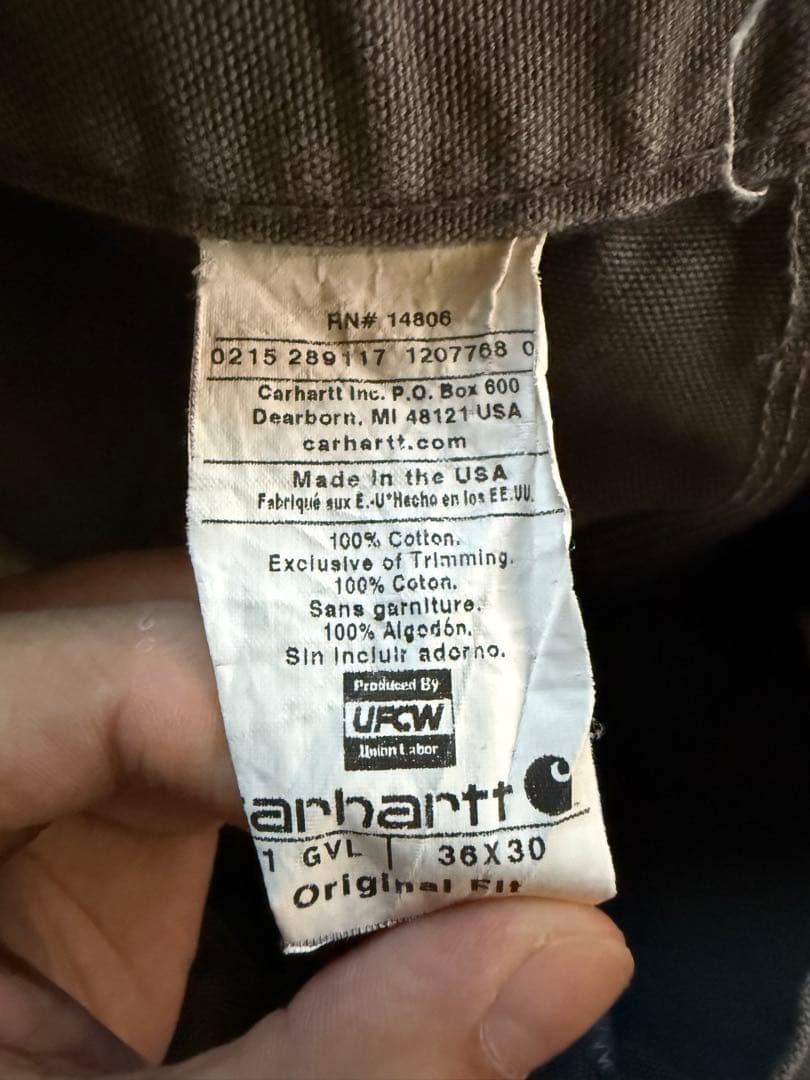 RN# 14806
0215 289117 1207768 0
Carhartt Inc. P.O. Box 600
Dearborn, MI 48121 USA
carhartt.com
Made in the USA
Fabriqué aux É.-U*Hecho en los EE.UU.
100% Cotton.
Exclusive of Trimming.
100% Coton.
Sans garniture.
100% Algodón.
Sin Incluir adorno.
Produced By
UFCW
Union Labor
arhartt
1 GVL 36X30
Original Fit